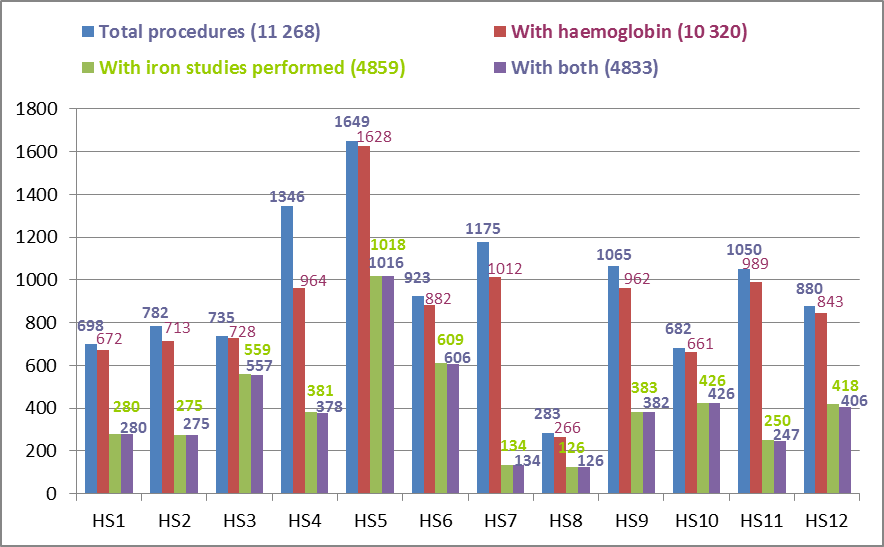 Total procedures (11 268) With haemoglobin (10 320)
With iron studies performed (4859) With both (4833)
1800
1600
1400
1200
1000
800
600
400
200
0
698 672 280 280
782 713 275 275
735 728 559 557
1346 964 381 378
1649 1628 1018 1016
923 882 609 606
1175 1012 134 134
283 266 126 126
1065 962 383 382
682 661 426 426
1050 989 250 247
880 843 418 406
HS1 HS2 HS3 HS4 HS5 HS6 HS7 HS8 HS9 HS10 HS11 HS12